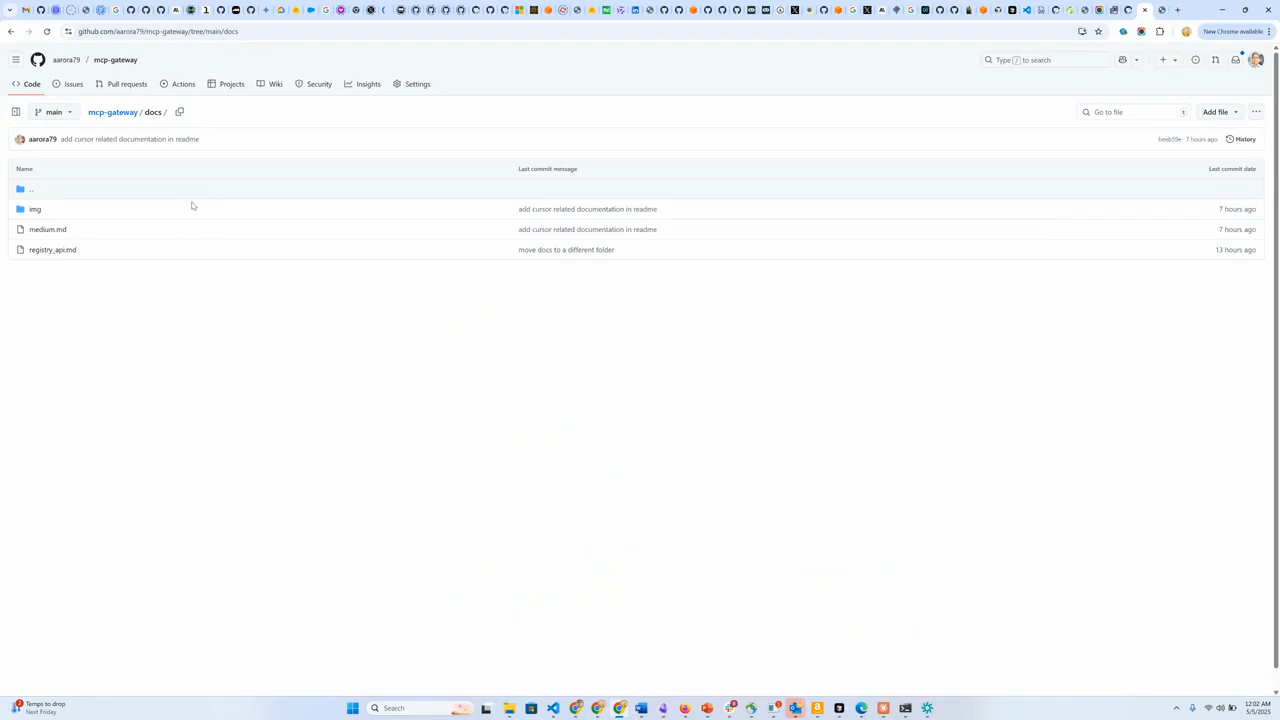 New Chrome available
github.com/aarora79/mcp-gateway/tree/main/docs
aarora79 / mcp-gateway
Type / to search
Code Issues Pull requests Actions Projects Wiki Insights Security Settings
main
mcp-gateway / docs /
Go to file t
Add file
aarora79 add cursor related documentation in readme
7 hours ago
History
Name Last commit message Last commit date
..
img add cursor related documentation in readme 7 hours ago
medium.md add cursor related documentation in readme 7 hours ago
registry_api.md move docs to a different folder 13 hours ago
Temps to drop
Next Friday
Search
12:02 AM
5/5/2025